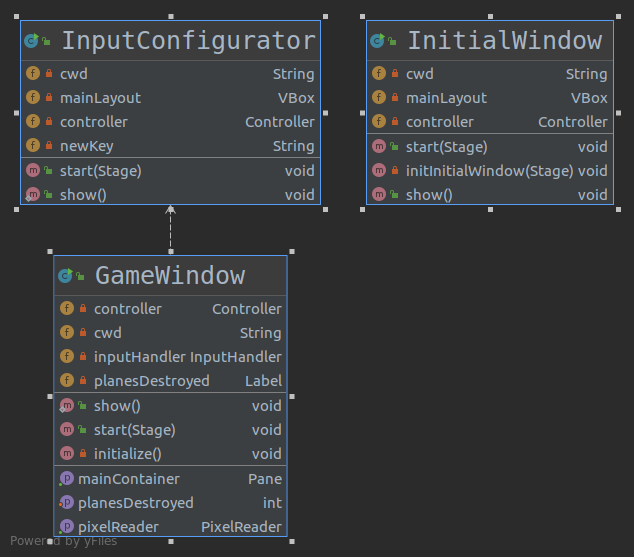 InputConfigurator
cwd String
mainLayout VBox
controller Controller
newKey String
start(Stage) void
show() void
InitialWindow
cwd String
mainLayout VBox
controller Controller
start(Stage) void
initInitialWindow(Stage) void
show() void
GameWindow
controller Controller
cwd String
inputHandler InputHandler
planesDestroyed Label
show() void
start(Stage) void
initialize() void
mainContainer Pane
planesDestroyed int
pixelReader PixelReader
Powered by yFiles